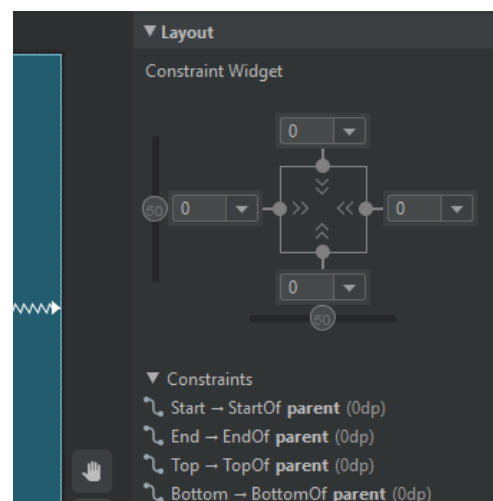 Layout
Constraint Widget
0
50
0
0
0
50
Constraints
Start → StartOf parent (0dp)
End → EndOf parent (0dp)
Top → TopOf parent (0dp)
Bottom → BottomOf parent (0dp)